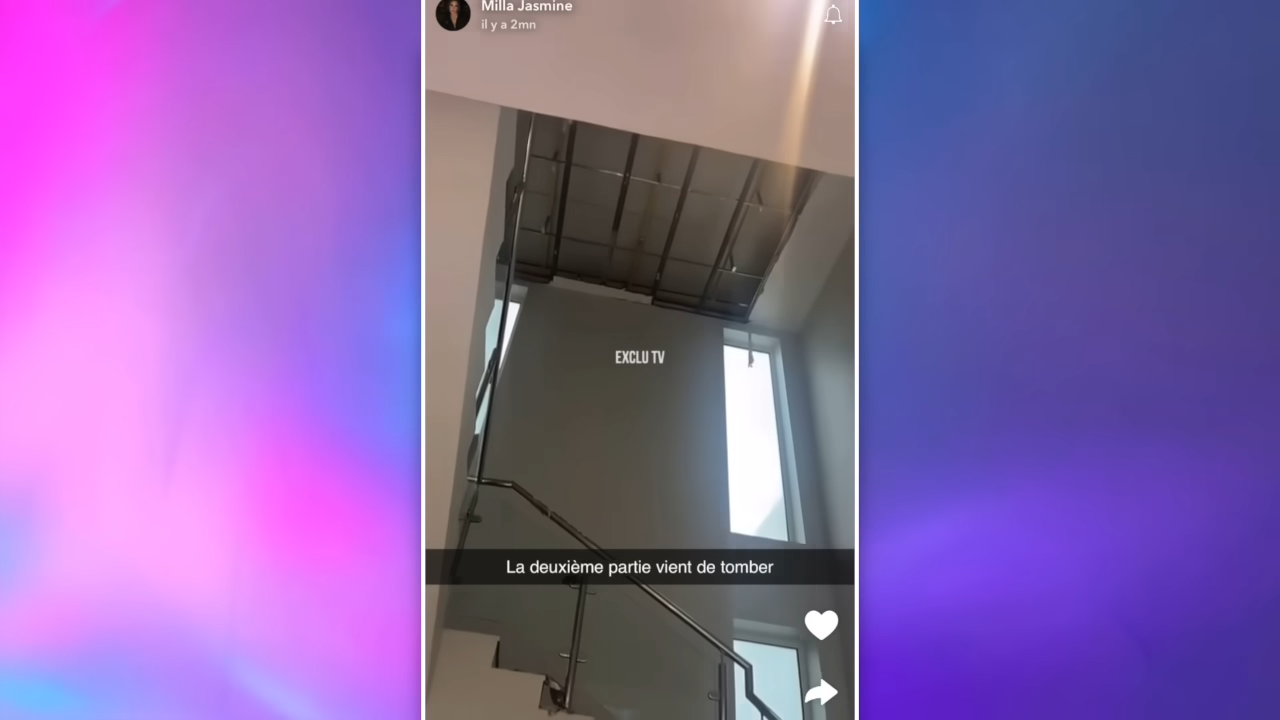 Milla Jasmine
il y a 2mn
EXCLU TV
La deuxième partie vient de tomber